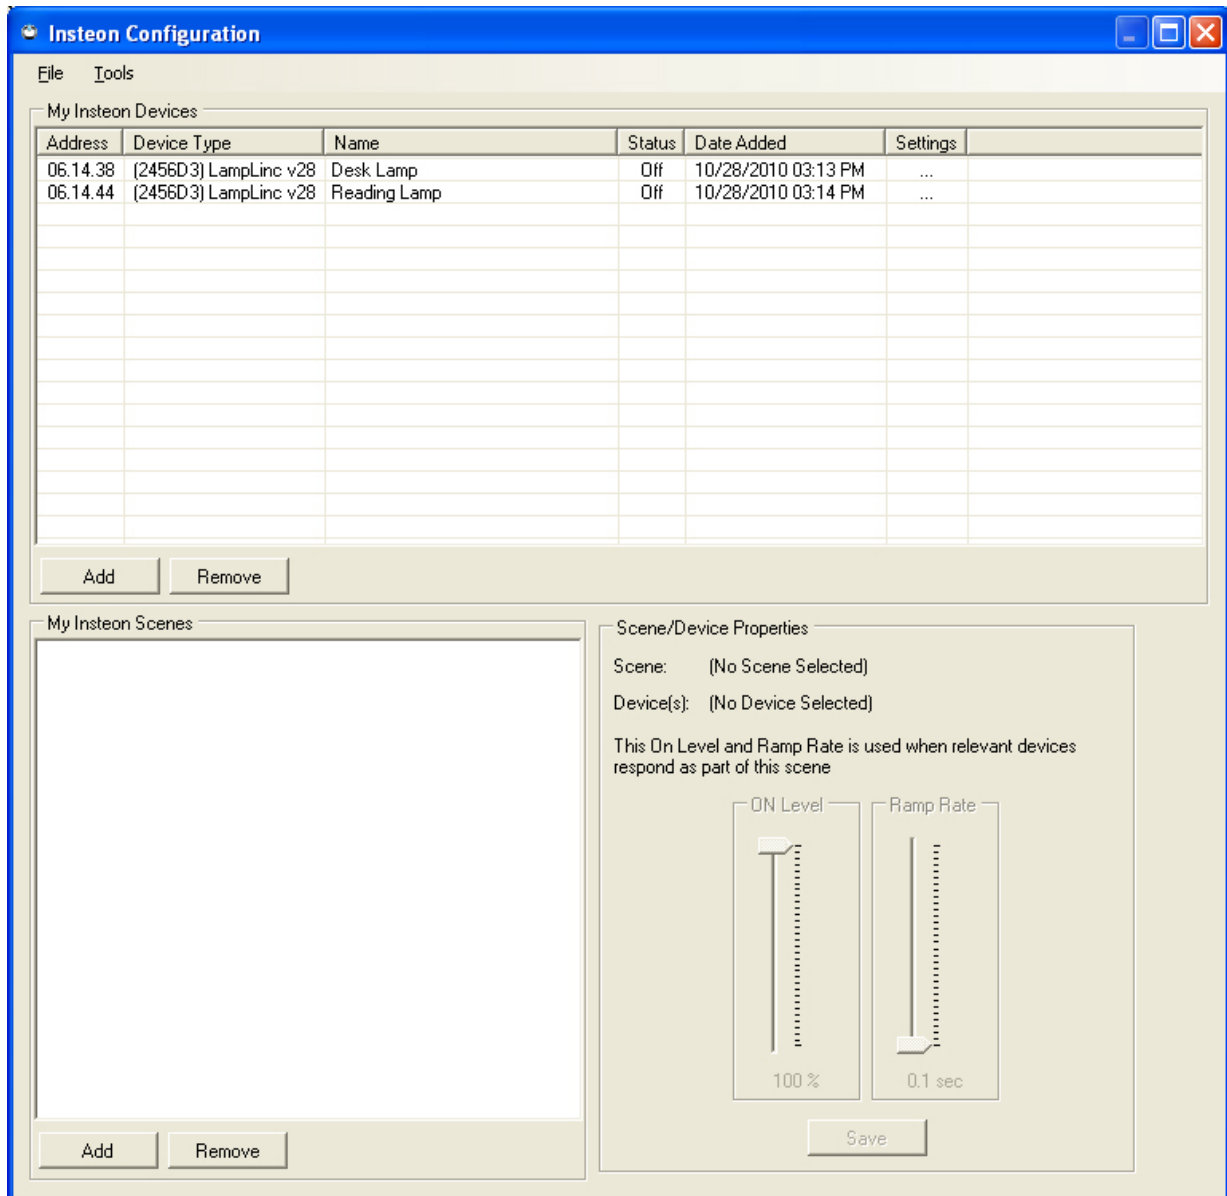 Insteon Configuration
File Tools
My Insteon Devices
Address Device Type Name Status Date Added Settings
06.14.38 (2456D3) LampLinc v28 Desk Lamp Off 10/28/2010 03:13 PM ...
06.14.44 (2456D3) LampLinc v28 Reading Lamp Off 10/28/2010 03:14 PM ...
Add Remove
My Insteon Scenes
Add Remove
Scene/Device Properties
Scene: (No Scene Selected)
Device(s): (No Device Selected)
This On Level and Ramp Rate is used when relevant devices
respond as part of this scene
ON Level Ramp Rate
100 % 0.1 sec
Save